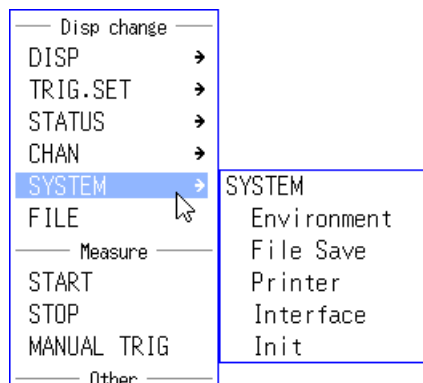 Disp change
DISP
TRIG.SET
STATUS
CHAN
SYSTEM
FILE
Measure
START
STOP
MANUAL TRIG
Other
SYSTEM
Environment
File Save
Printer
Interface
Init